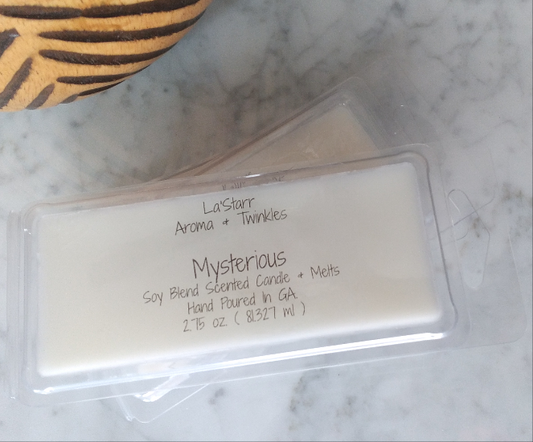 La'Starr
Aroma + Twinkles
Mysterious
Soy Blend Scented Candle + Melts
Hand Poured In GA.
2.75 oz ( 81.327 ml )